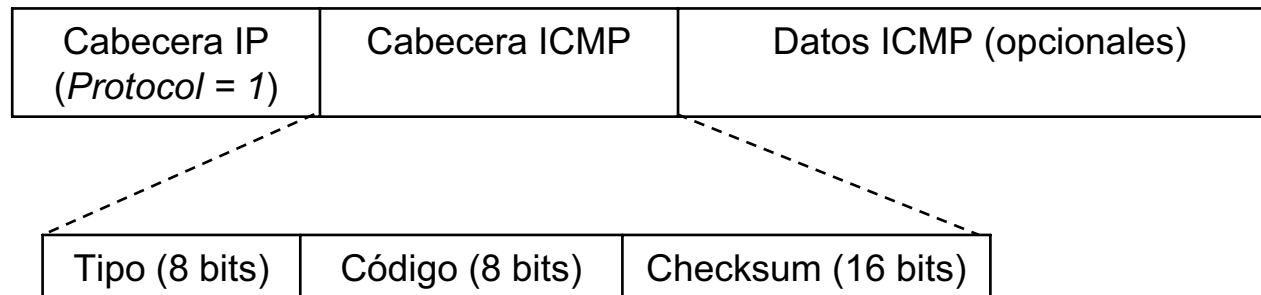 Cabecera IP
(Protocol = 1)
Cabecera ICMP
Datos ICMP (opcionales)
Tipo (8 bits)
Código (8 bits)
Checksum (16 bits)